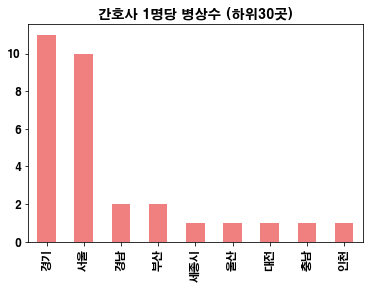 간호사 1명당 병상수 (하위30곳)
10
8
6
4
2
0
경기
서울
경남
부산
세종시
울산
대전
충남
인천